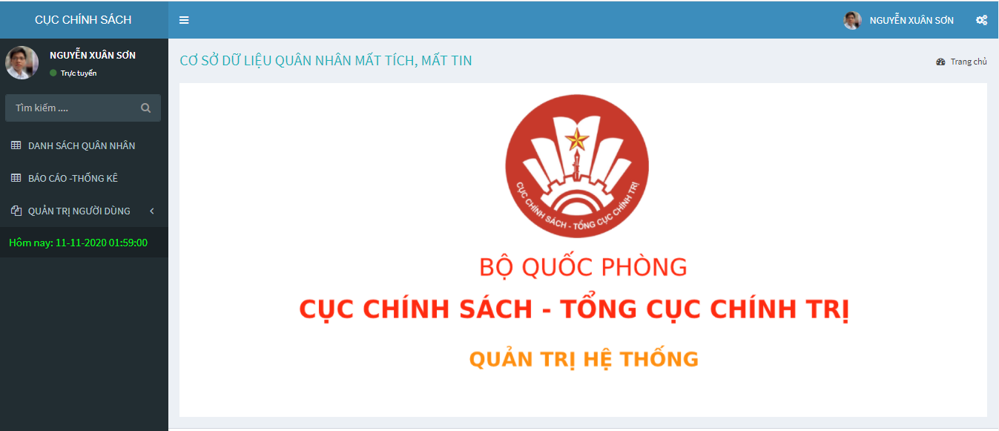 CỤC CHÍNH SÁCH
NGUYỄN XUÂN SƠN
NGUYỄN XUÂN SƠN
Trực tuyến
Tìm kiếm ....
DANH SÁCH QUÂN NHÂN
BÁO CÁO -THỐNG KÊ
QUẢN TRỊ NGƯỜI DÙNG
Hôm nay: 11-11-2020 01:59:00
CƠ SỞ DỮ LIỆU QUÂN NHÂN MẤT TÍCH, MẤT TIN
Trang chủ
CỤC CHÍNH SÁCH - TỔNG CỤC CHÍNH TRỊ
BỘ QUỐC PHÒNG
CỤC CHÍNH SÁCH - TỔNG CỤC CHÍNH TRỊ
QUẢN TRỊ HỆ THỐNG